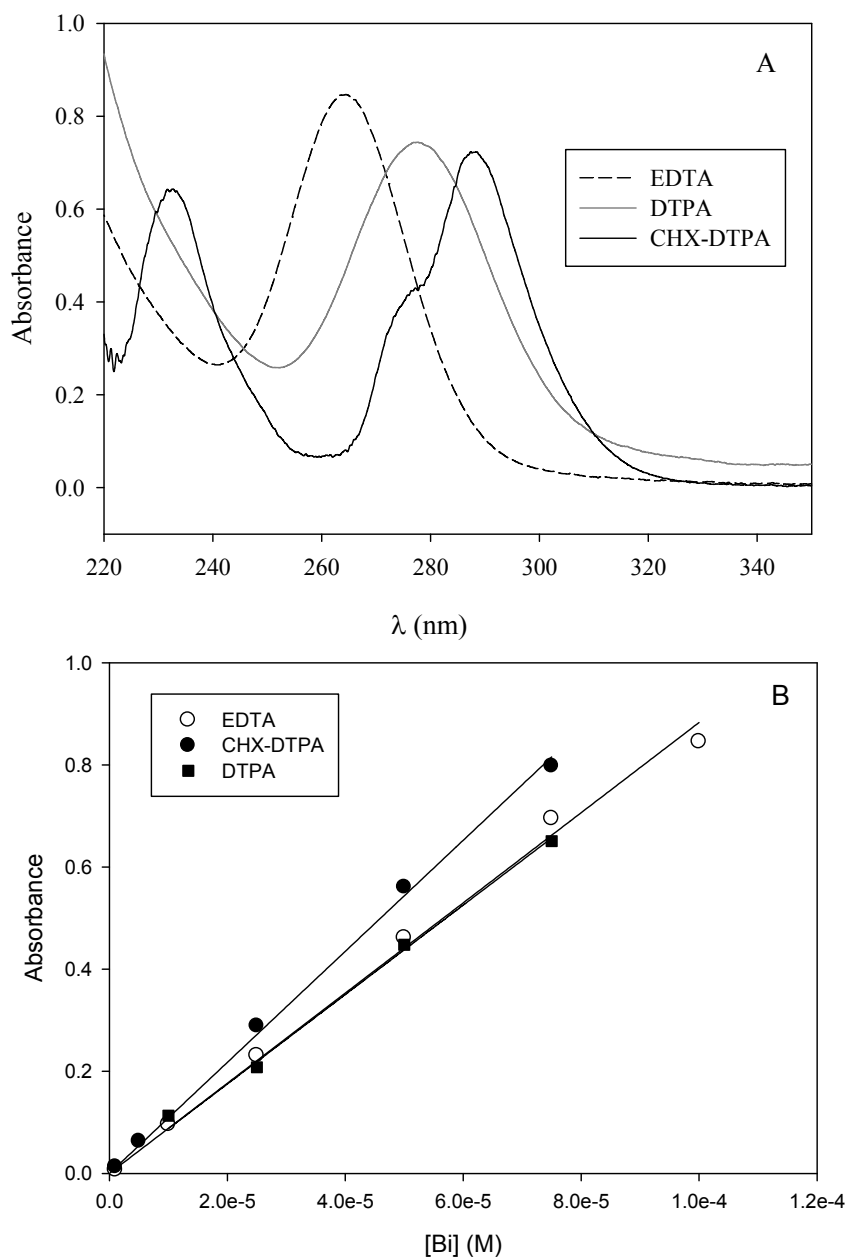 A
1.0
0.8
0.6
0.4
0.2
0.0
Absorbance
EDTA
DTPA
CHX-DTPA
220 240 260 280 300 320 340
λ (nm)
B
1.0
0.8
0.6
0.4
0.2
0.0
Absorbance
EDTA
CHX-DTPA
DTPA
0.0 2.0e-5 4.0e-5 6.0e-5 8.0e-5 1.0e-4 1.2e-4
[Bi] (M)